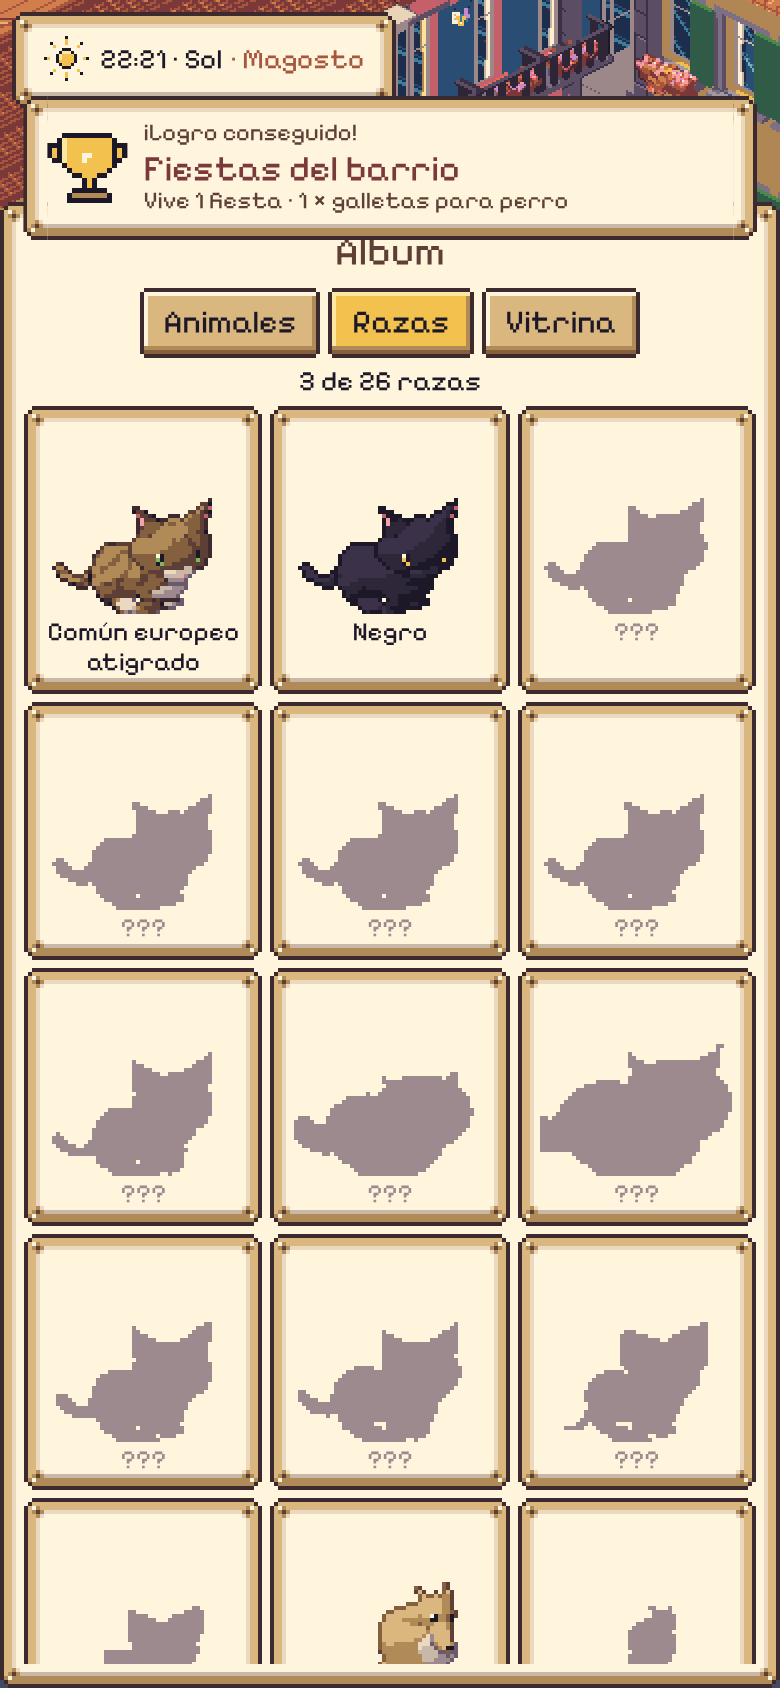 22:21 · Sol · Magosto
¡Logro conseguido!
Fiestas del barrio
Vive 1 fiesta · 1 × galletas para perro
Álbum
Animales
Razas
Vitrina
3 de 26 razas
Común europeo
atigrado
Negro
???
???
???
???
???
???
???
???
???
???